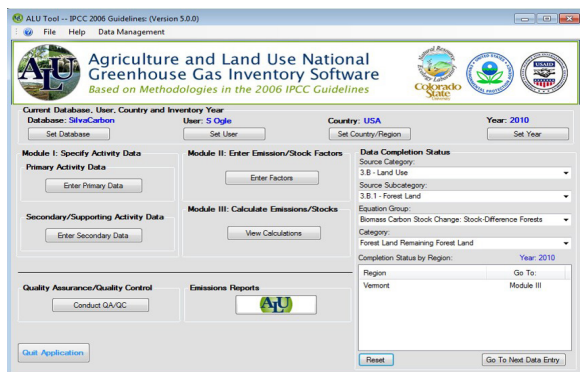 ALU Tool -- IPCC 2006 Guidelines: (Version 5.0.0)
File Help Data Management
ALU
Agriculture and Land Use National
Greenhouse Gas Inventory Software
Based on Methodologies in the 2006 IPCC Guidelines
Colorado
State
USAID
Current Database, User, Country and Inventory Year
Database: SilvaCarbon User: S Ogle Country: USA Year: 2010
Set Database Set User Set Country/Region Set Year
Module I: Specify Activity Data
Primary Activity Data
Enter Primary Data
Secondary/Supporting Activity Data
Enter Secondary Data
Module II: Enter Emission/Stock Factors
Enter Factors
Module III: Calculate Emissions/Stocks
View Calculations
Data Completion Status
Source Category:
3.B - Land Use
Source Subcategory:
3.B.1 - Forest Land
Equation Group:
Biomass Carbon Stock Change: Stock-Difference Forests
Category:
Forest Land Remaining Forest Land
Completion Status by Region: Year: 2010
Region Go To:
Vermont Module III
Reset Go To Next Data Entry
Quality Assurance/Quality Control
Conduct QA/QC
Emissions Reports
ALU
Quit Application